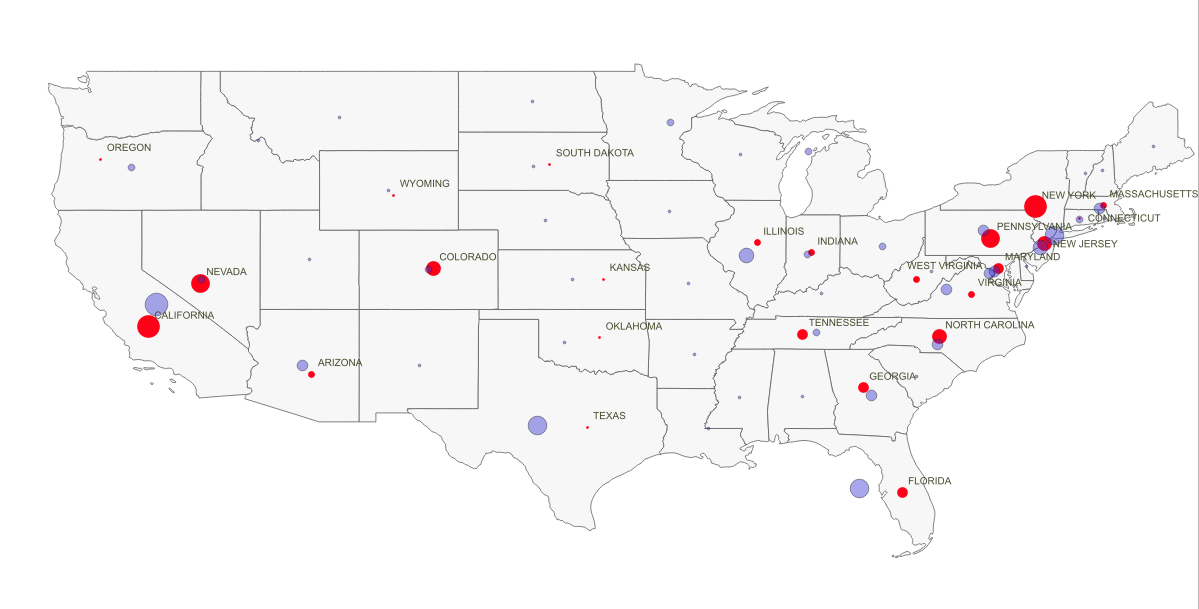 OREGON
SOUTH DAKOTA
WYOMING
NEW YORK
MASSACHUSETTS
CONNECTICUT
PENNSYLVANIA
ILLINOIS
INDIANA
NEW JERSEY
COLORADO
MARYLAND
NEVADA
KANSAS
WEST VIRGINIA
VIRGINIA
CALIFORNIA
OKLAHOMA
TENNESSEE
NORTH CAROLINA
ARIZONA
GEORGIA
TEXAS
FLORIDA